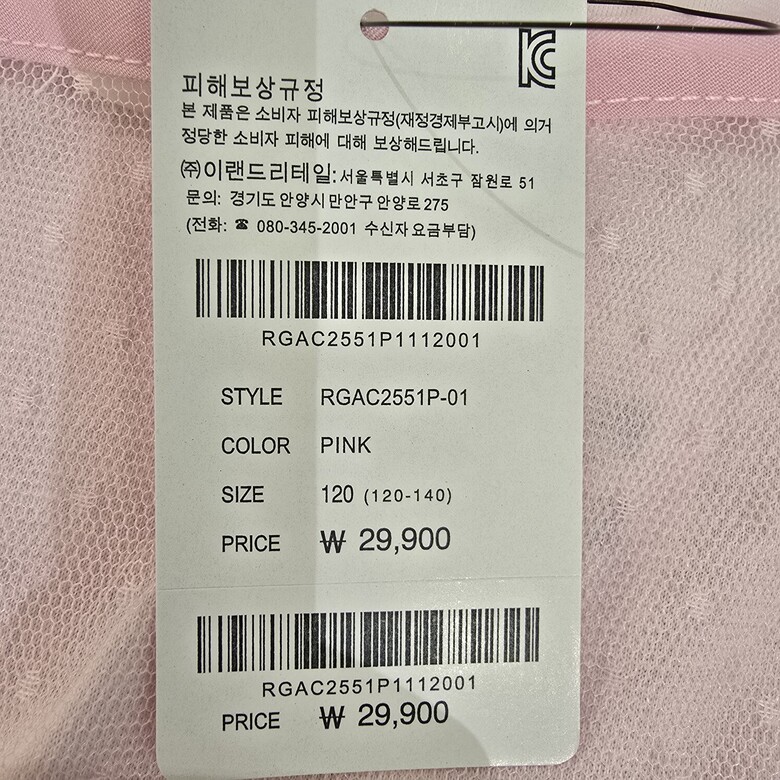 KC
피해보상규정
본 제품은 소비자 피해보상규정(재정경제부고시)에 의거
정당한 소비자 피해에 대해 보상해드립니다.
㈜이랜드리테일: 서울특별시 서초구 잠원로 51
문의: 경기도 안양시 만안구 안양로 275
(전화: ☎ 080-345-2001 수신자 요금부담)
RGAC2551P1112001
STYLE RGAC2551P-01
COLOR PINK
SIZE 120 (120-140)
PRICE ₩ 29,900
RGAC2551P1112001
PRICE ₩ 29,900